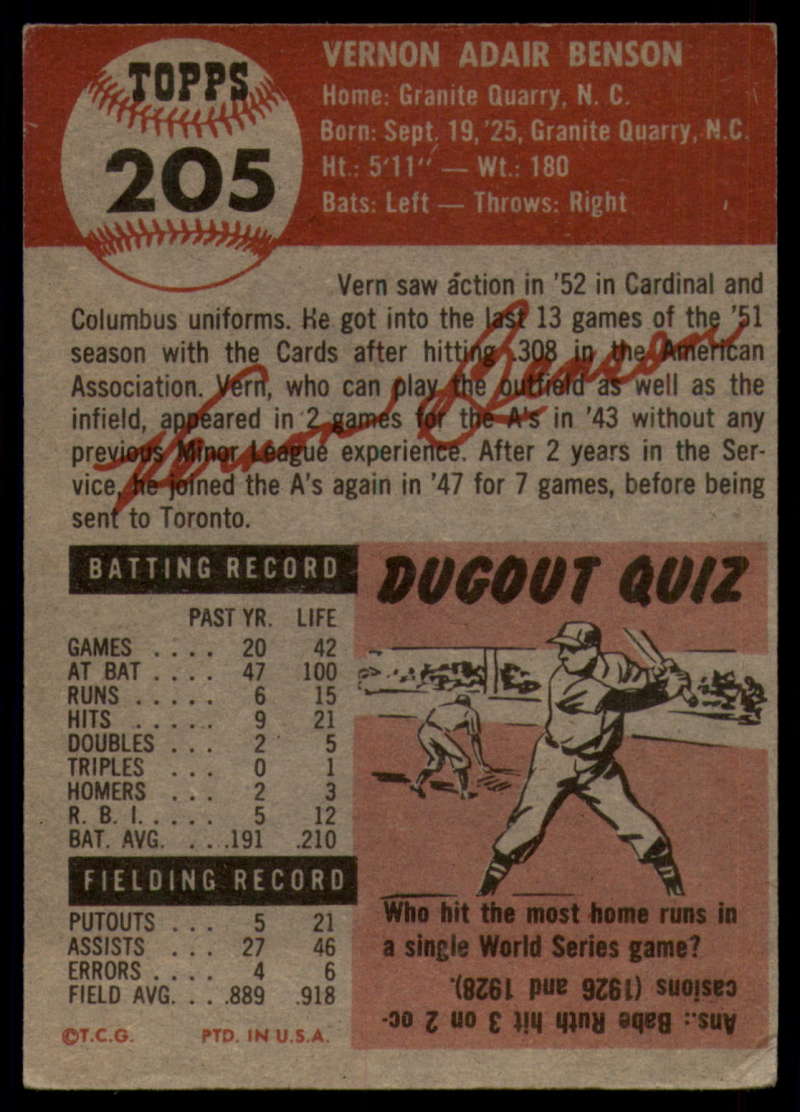 TOPPS
205
VERNON ADAIR BENSON
Home: Granite Quarry, N. C.
Born: Sept. 19, '25, Granite Quarry, N.C.
Ht.: 5'11" — Wt.: 180
Bats: Left — Throws: Right
Vern saw action in '52 in Cardinal and
Columbus uniforms. He got into the last 13 games of the '51
season with the Cards after hitting .308 in the American
Association. Vern, who can play the outfield as well as the
infield, appeared in 2 games for the A's in '43 without any
previous Minor League experience. After 2 years in the Ser-
vice, he joined the A's again in '47 for 7 games, before being
sent to Toronto.
Vernon Benson
BATTING RECORD
PAST YR. LIFE
GAMES .... 20 42
AT BAT .... 47 100
RUNS ..... 6 15
HITS ..... 9 21
DOUBLES ... 2 5
TRIPLES ... 0 1
HOMERS ... 2 3
R. B. I. .... 5 12
BAT. AVG. ... .191 .210
FIELDING RECORD
PUTOUTS ... 5 21
ASSISTS ... 27 46
ERRORS .... 4 6
FIELD AVG. ... .889 .918
©T.C.G. PTD. IN U.S.A.
DUGOUT QUIZ
Who hit the most home runs in
a single World Series game?
Ans.: Babe Ruth hit 3 on 2 oc-
casions (1926 and 1928).